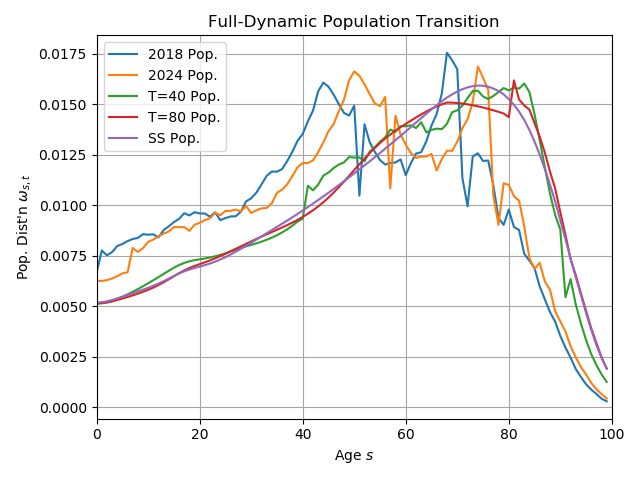 Full-Dynamic Population Transition
2018 Pop.
2024 Pop.
T=40 Pop.
T=80 Pop.
SS Pop.
Pop. Dist'n ω_{s,t}
0.0175
0.0150
0.0125
0.0100
0.0075
0.0050
0.0025
0.0000
0 20 40 60 80 100
Age s